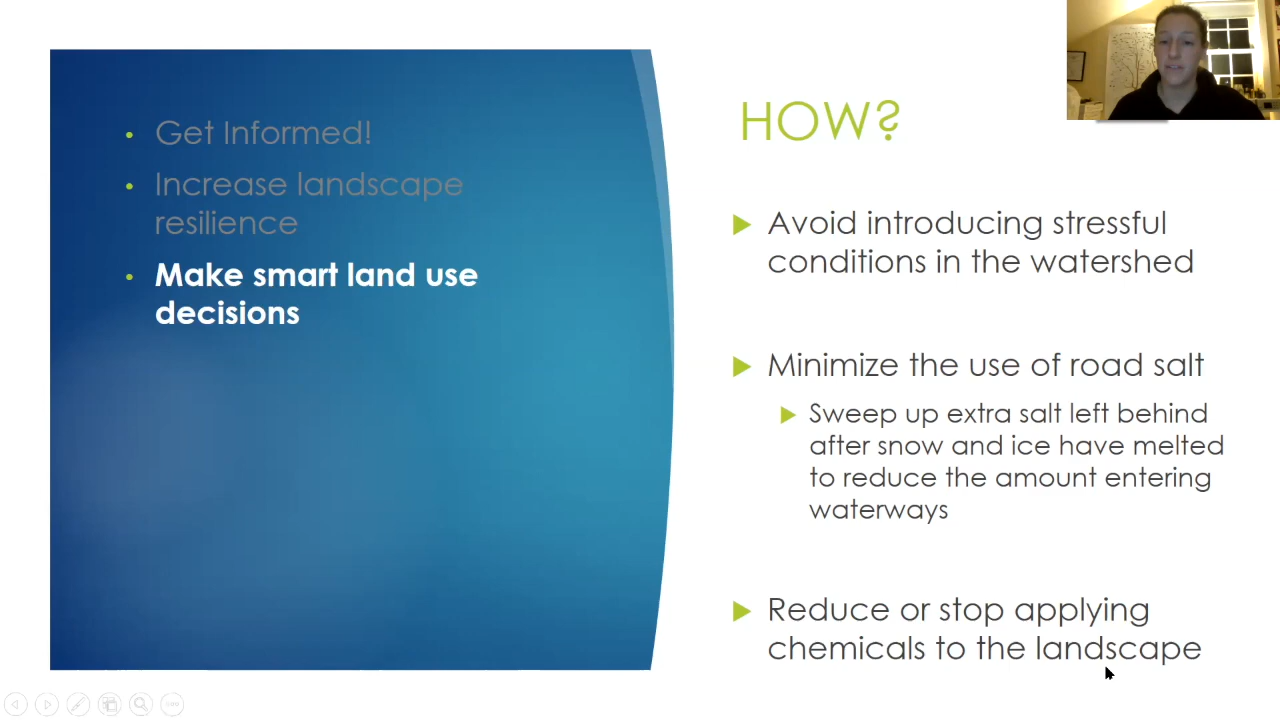 • Get Informed!
• Increase landscape
resilience
• Make smart land use
decisions
HOW?
Avoid introducing stressful
conditions in the watershed
Minimize the use of road salt
Sweep up extra salt left behind
after snow and ice have melted
to reduce the amount entering
waterways
Reduce or stop applying
chemicals to the landscape